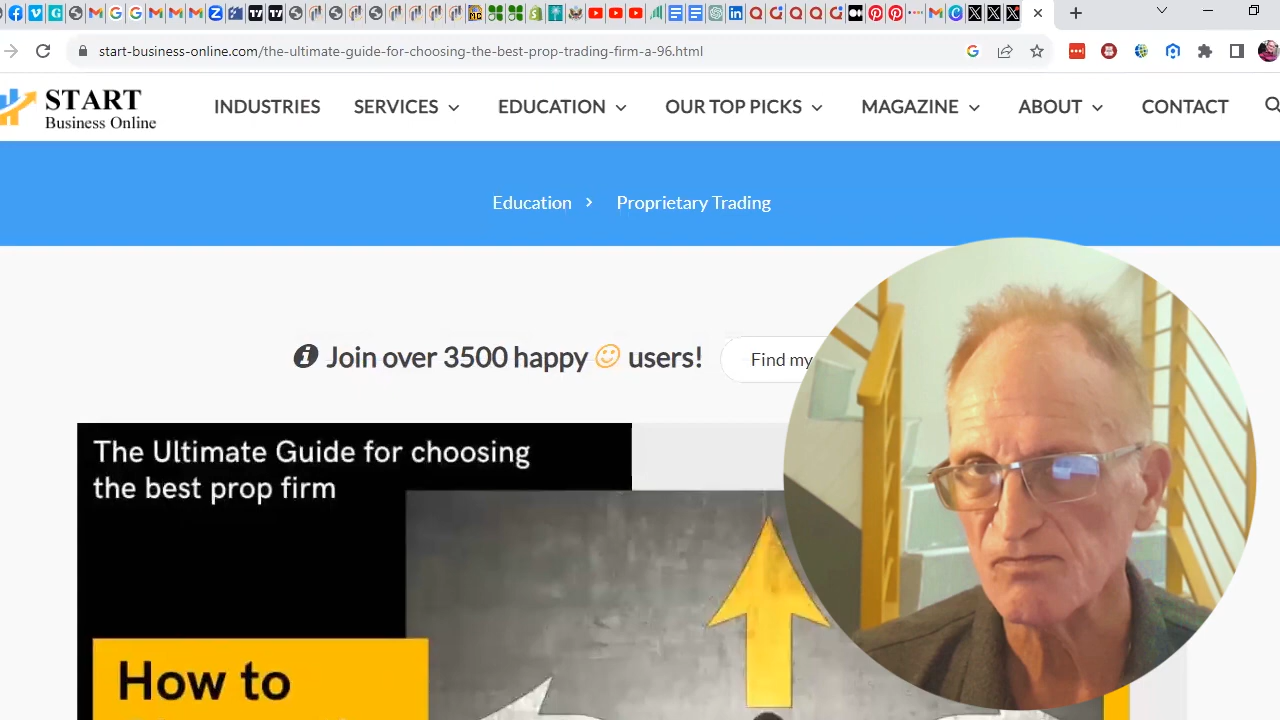 start-business-online.com/the-ultimate-guide-for-choosing-the-best-prop-trading-firm-a-96.html
START
Business Online
INDUSTRIES SERVICES EDUCATION OUR TOP PICKS MAGAZINE ABOUT CONTACT
Education > Proprietary Trading
Join over 3500 happy users! Find my
The Ultimate Guide for choosing
the best prop firm
How to